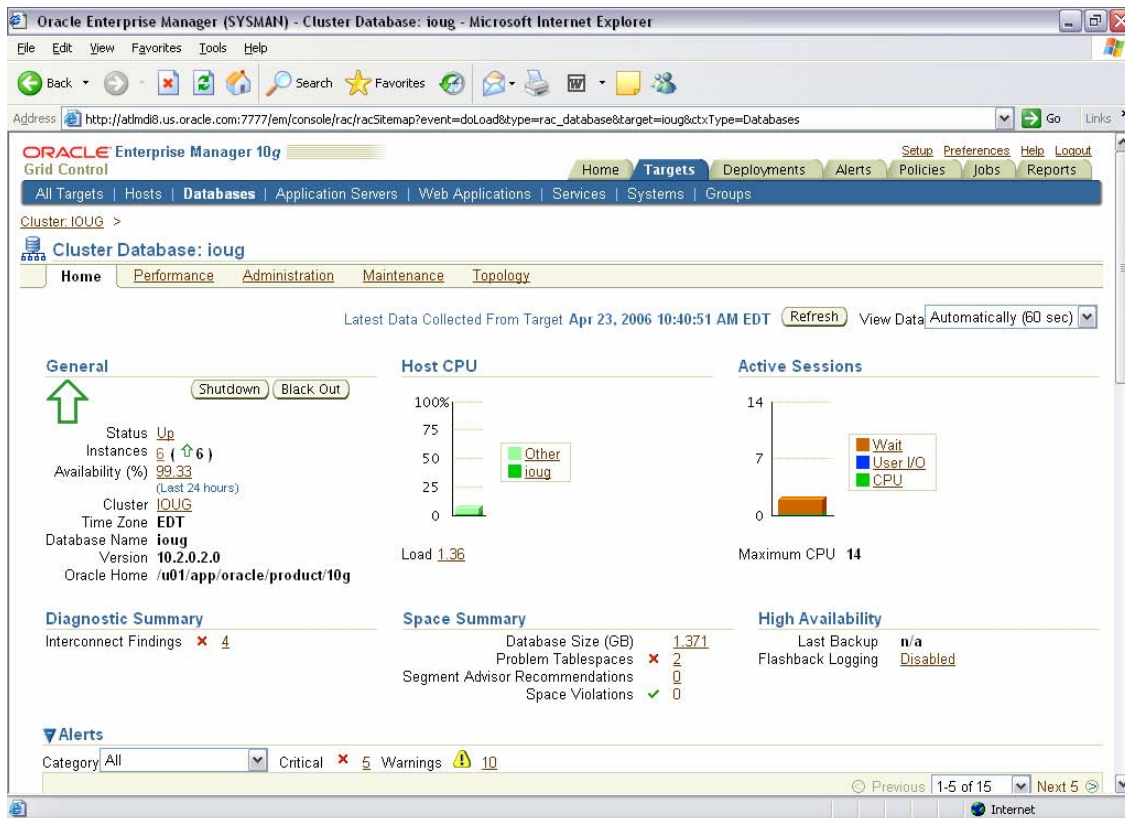 Oracle Enterprise Manager (SYSMAN) - Cluster Database: ioug - Microsoft Internet Explorer
File Edit View Favorites Tools Help
Back Search Favorites
Address http://atlmdi8.us.oracle.com:7777/em/console/rac/racSitemap?event=doLoad&type=rac_database&target=ioug&ctxType=Databases Go Links
ORACLE Enterprise Manager 10g Setup Preferences Help Logout
Grid Control Home Targets Deployments Alerts Policies Jobs Reports
All Targets | Hosts | Databases | Application Servers | Web Applications | Services | Systems | Groups
Cluster: IOUG >
Cluster Database: ioug
Home Performance Administration Maintenance Topology
Latest Data Collected From Target Apr 23, 2006 10:40:51 AM EDT Refresh View Data Automatically (60 sec)
General
Shutdown Black Out
Status Up
Instances 6 ( 6 )
Availability (%) 99.33
(Last 24 hours)
Cluster IOUG
Time Zone EDT
Database Name ioug
Version 10.2.0.2.0
Oracle Home /u01/app/oracle/product/10g
Host CPU
100%
75
50
25
0
Other
ioug
Load 1.36
Active Sessions
14
7
0
Wait
User I/O
CPU
Maximum CPU 14
Diagnostic Summary
Interconnect Findings 4
Space Summary
Database Size (GB) 1.371
Problem Tablespaces 2
Segment Advisor Recommendations 0
Space Violations 0
High Availability
Last Backup n/a
Flashback Logging Disabled
Alerts
Category All Critical 5 Warnings 10
Previous 1-5 of 15 Next 5
Internet